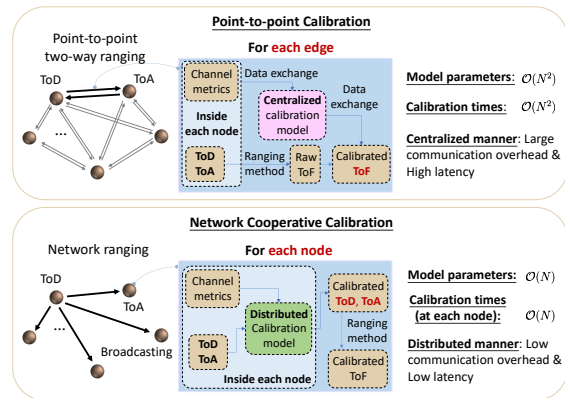 Point-to-point Calibration
Point-to-point
two-way ranging
ToD
ToA
...
For each edge
Channel
metrics
Data exchange
Data
exchange
Centralized
calibration
model
Inside
each node
ToD
ToA
Ranging
method
Raw
ToF
Calibrated
ToF
Model parameters: O(N²)
Calibration times: O(N²)
Centralized manner: Large
communication overhead &
High latency
Network Cooperative Calibration
Network ranging
ToD
ToA
...
Broadcasting
For each node
Channel
metrics
Distributed
Calibration
model
ToD
ToA
Inside each node
Calibrated
ToD, ToA
Ranging
method
Calibrated
ToF
Model parameters: O(N)
Calibration times
(at each node): O(N)
Distributed manner: Low
communication overhead &
Low latency